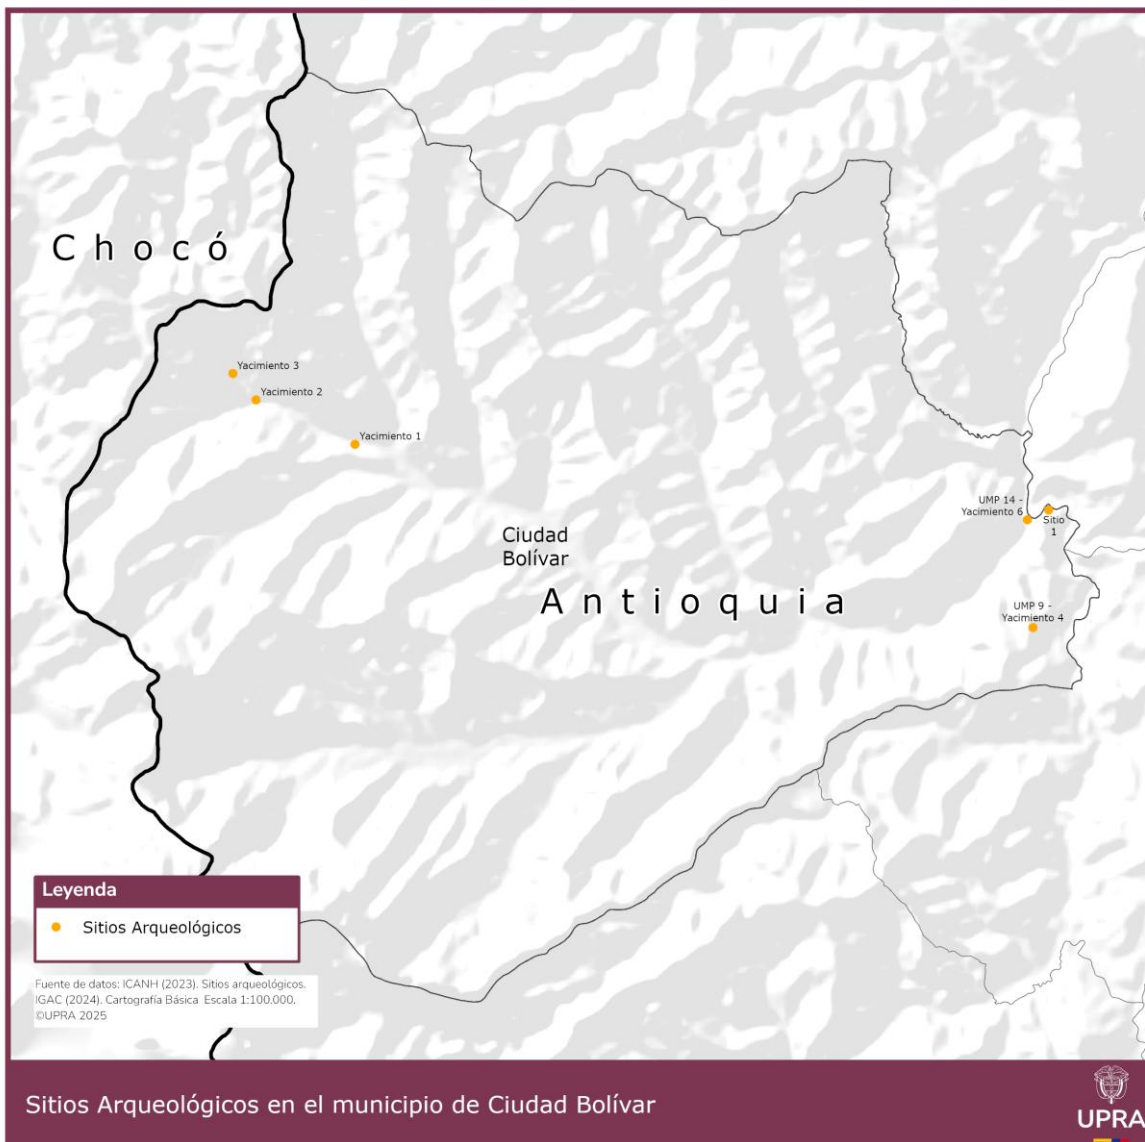 Chocó
Yacimiento 3
Yacimiento 2
Yacimiento 1
UMP 14 -
Yacimiento 6
Sitio
1
Ciudad
Bolívar
Antioquia
UMP 9 -
Yacimiento 4
Leyenda
Sitios Arqueológicos
Fuente de datos: ICANH (2023). Sitios arqueológicos.
IGAC (2024). Cartografía Básica Escala 1:100.000.
©UPRA 2025
Sitios Arqueológicos en el municipio de Ciudad Bolívar
UPRA